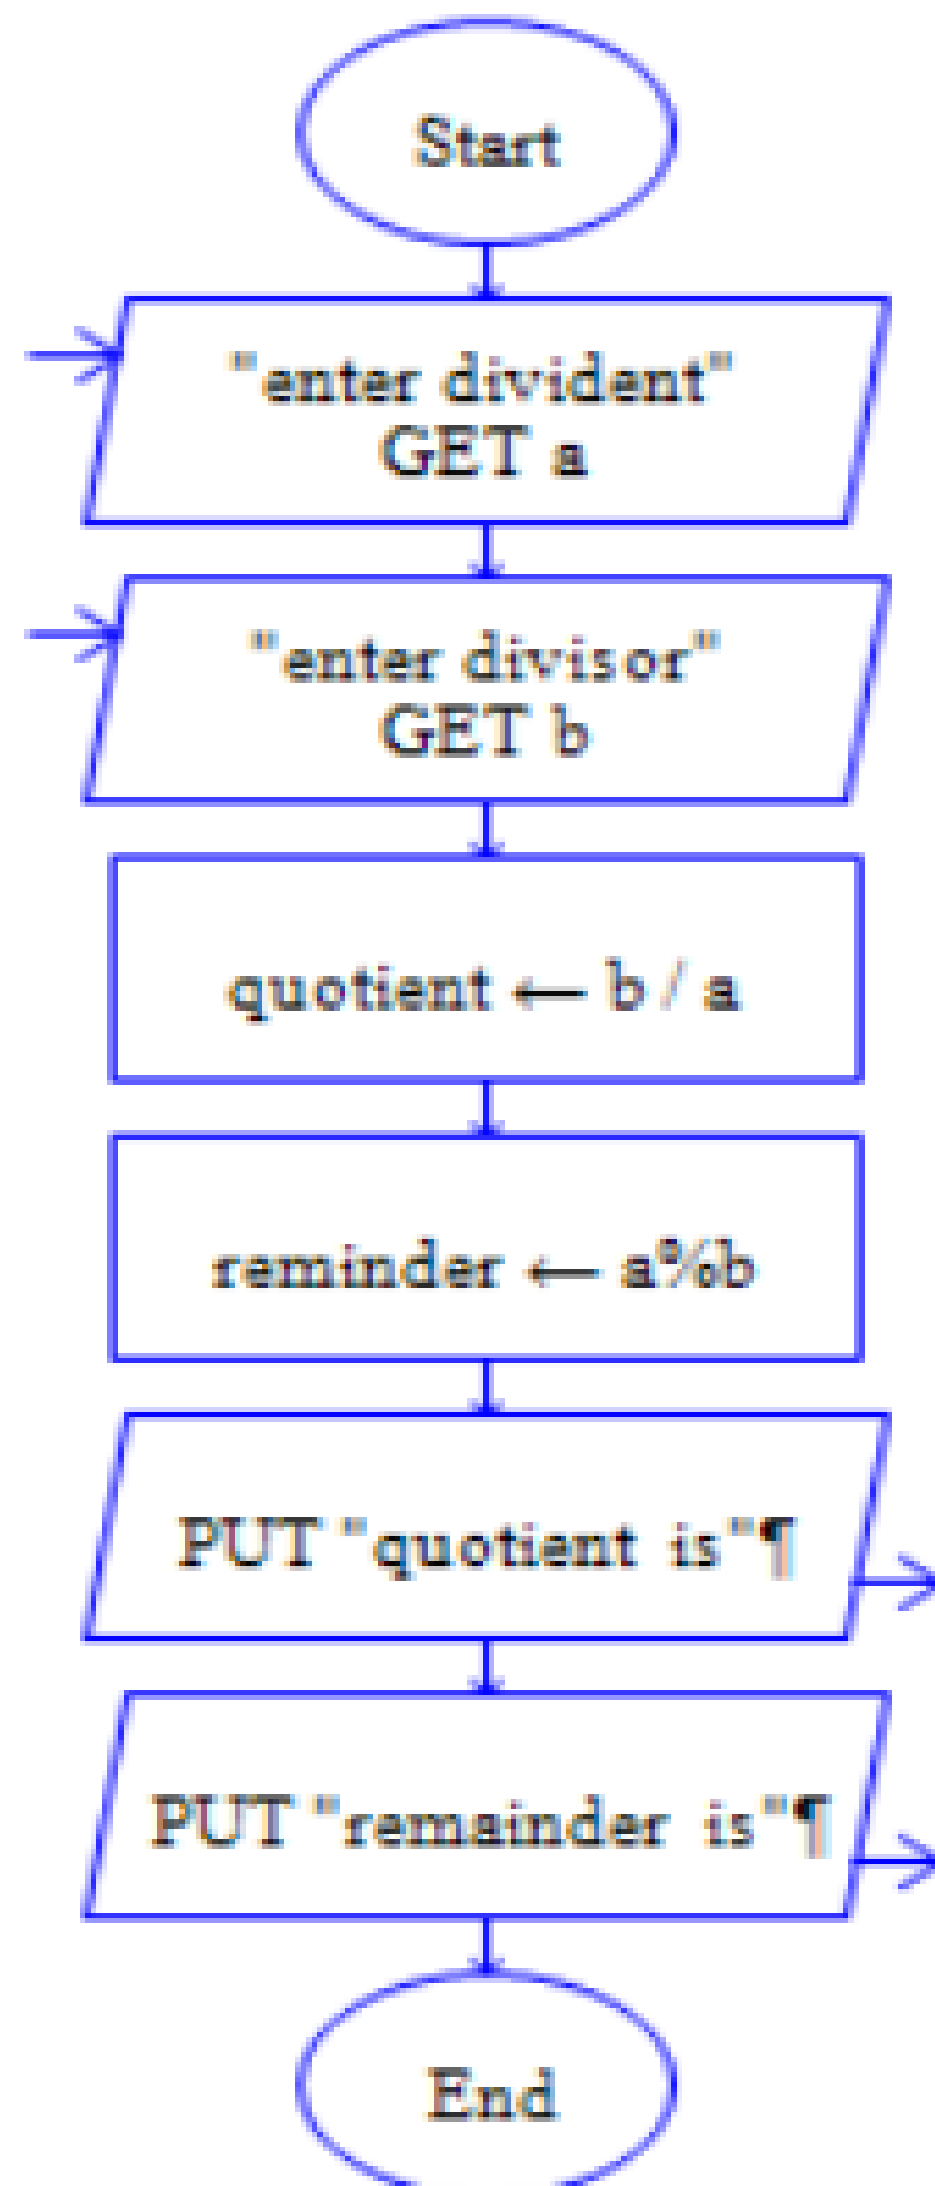 Start
"enter divident"
GET a
"enter divisor"
GET b
quotient ← b / a
reminder ← a%b
PUT "quotient is"¶
PUT "remainder is"¶
End